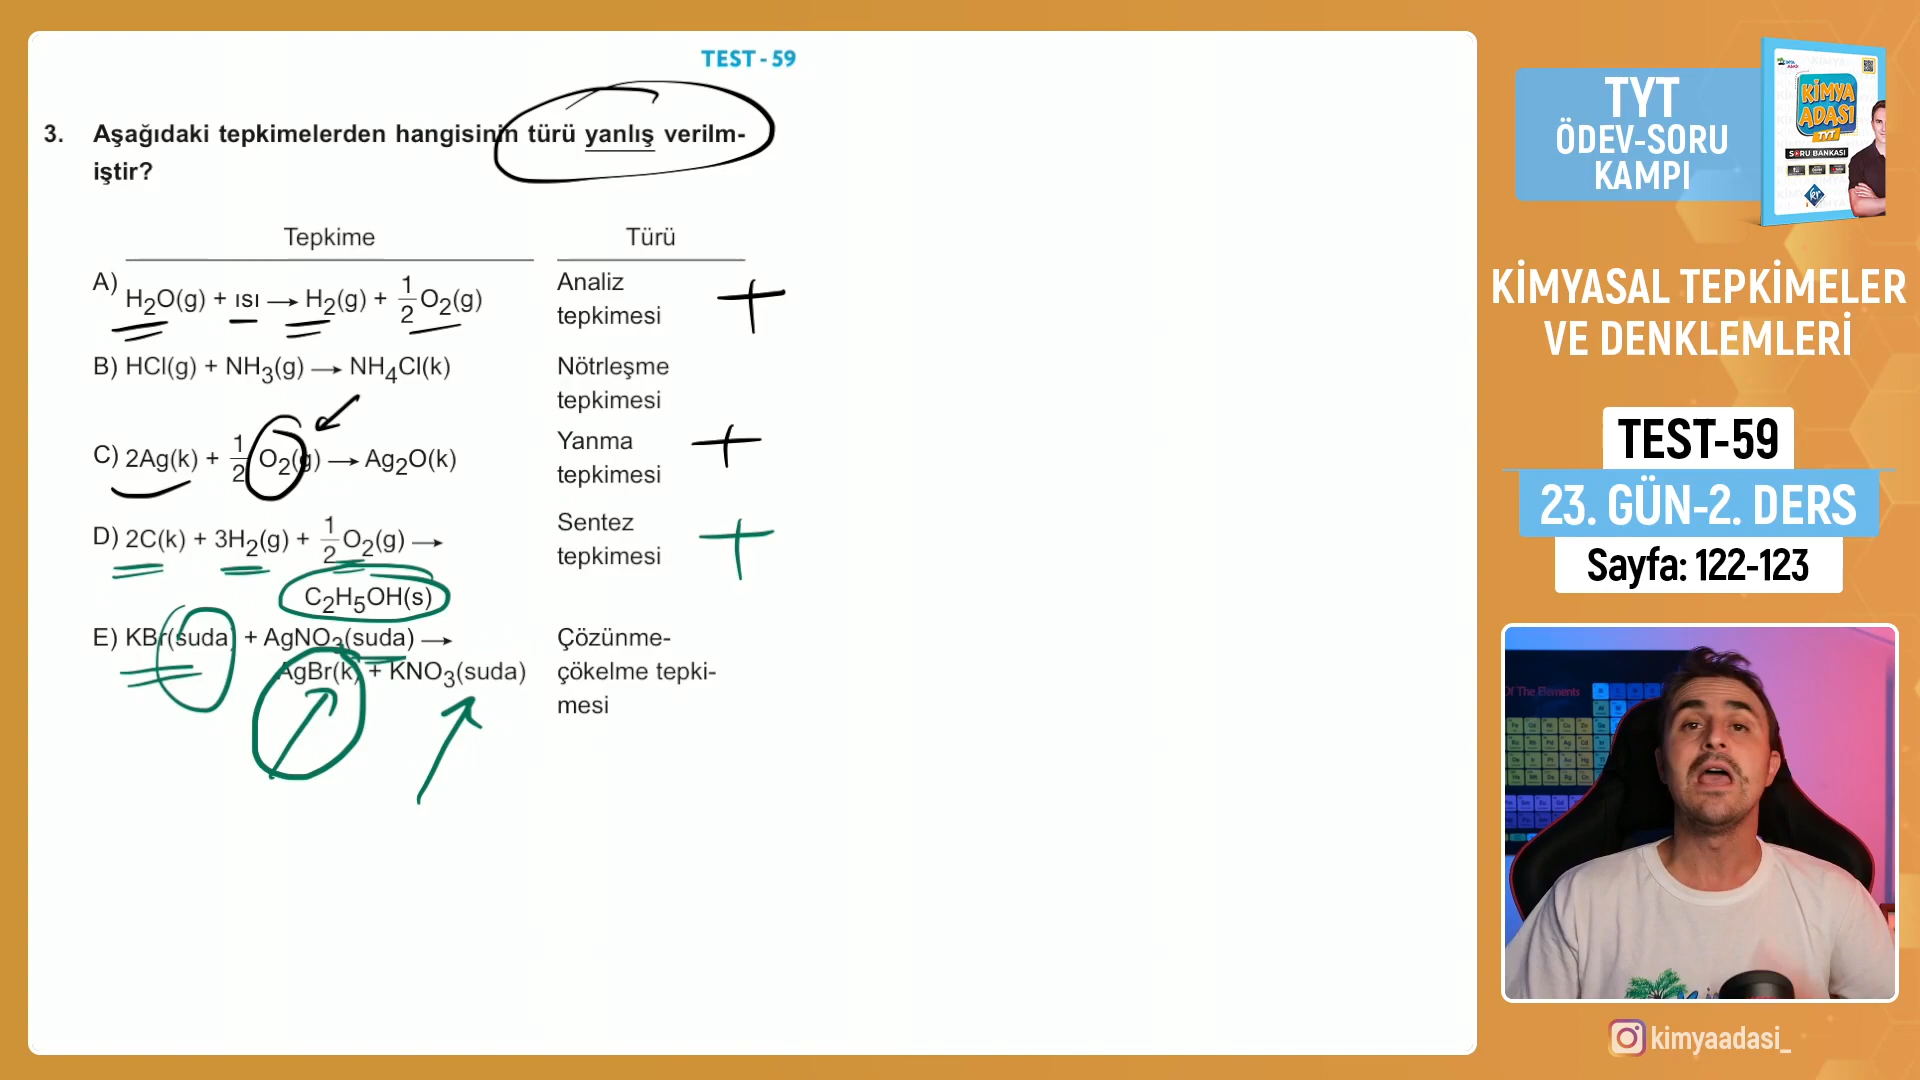 TEST - 59
3. Aşağıdaki tepkimelerden hangisinin türü yanlış verilm-
iştir?
Tepkime Türü
A) H₂O(g) + ısı → H₂(g) + 1/2 O₂(g) Analiz
tepkimesi
B) HCl(g) + NH₃(g) → NH₄Cl(k) Nötrleşme
tepkimesi
C) 2Ag(k) + 1/2 O₂(g) → Ag₂O(k) Yanma
tepkimesi
D) 2C(k) + 3H₂(g) + 1/2 O₂(g) → Sentez
tepkimesi
C₂H₅OH(s)
E) KBr(suda) + AgNO₃(suda) → Çözünme-
AgBr(k) + KNO₃(suda) çökelme tepki-
mesi
TYT
ÖDEV-SORU
KAMPI
KİMYA
ADASI
TYT
SORU BANKASI
kr
KİMYASAL TEPKİMELER
VE DENKLEMLERİ
TEST-59
23. GÜN-2. DERS
Sayfa: 122-123
Of The Elements
kimyaadasi_